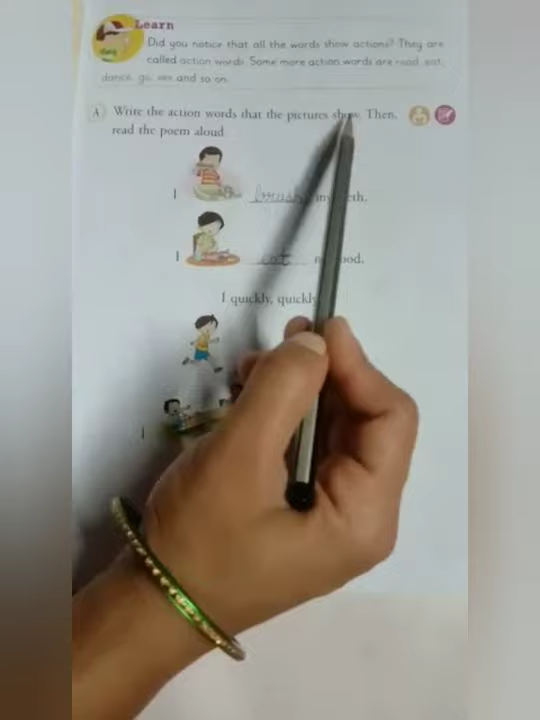 Learn
Did you notice that all the words show actions? They are
called action words. Some more action words are read, eat,
dance, go, see and so on.
A Write the action words that the pictures show. Then,
read the poem aloud.
I brush my teeth.
I eat
I quickly, quickly
I